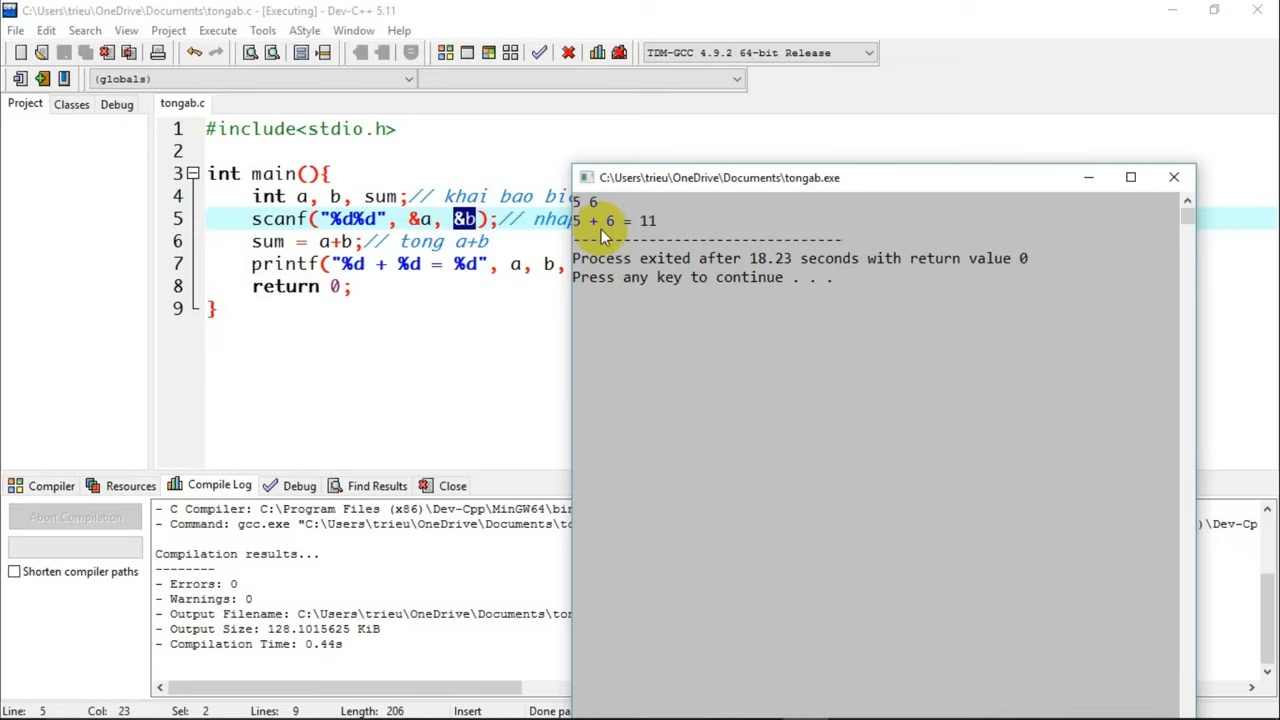 C:\Users\trieu\OneDrive\Documents\tongab.c - [Executing] - Dev-C++ 5.11
File Edit Search View Project Execute Tools AStyle Window Help
TDM-GCC 4.9.2 64-bit Release
(globals)
Project Classes Debug
tongab.c
1 #include<stdio.h>
2
3 int main(){
4 int a, b, sum;// khai bao
5 scanf("%d%d", &a, &b);//
6 sum = a+b;// tong a+b
7 printf("%d + %d = %d", a, b,
8 return 0;
9 }
C:\Users\trieu\OneDrive\Documents\tongab.exe
5 6
5 + 6 = 11
--------------------------------
Process exited after 18.23 seconds with return value 0
Press any key to continue . . .
Compiler Resources Compile Log Debug Find Results Close
Abort Compilation
Shorten compiler paths
- C Compiler: C:\Program Files (x86)\Dev-Cpp\MinGW64\bin
- Command: gcc.exe "C:\Users\trieu\OneDrive\Documents\
Compilation results...
--------
- Errors: 0
- Warnings: 0
- Output Filename: C:\Users\trieu\OneDrive\Documents\
- Output Size: 128.1015625 KiB
- Compilation Time: 0.44s
Line: 5 Col: 23 Sel: 2 Lines: 9 Length: 206 Insert Done